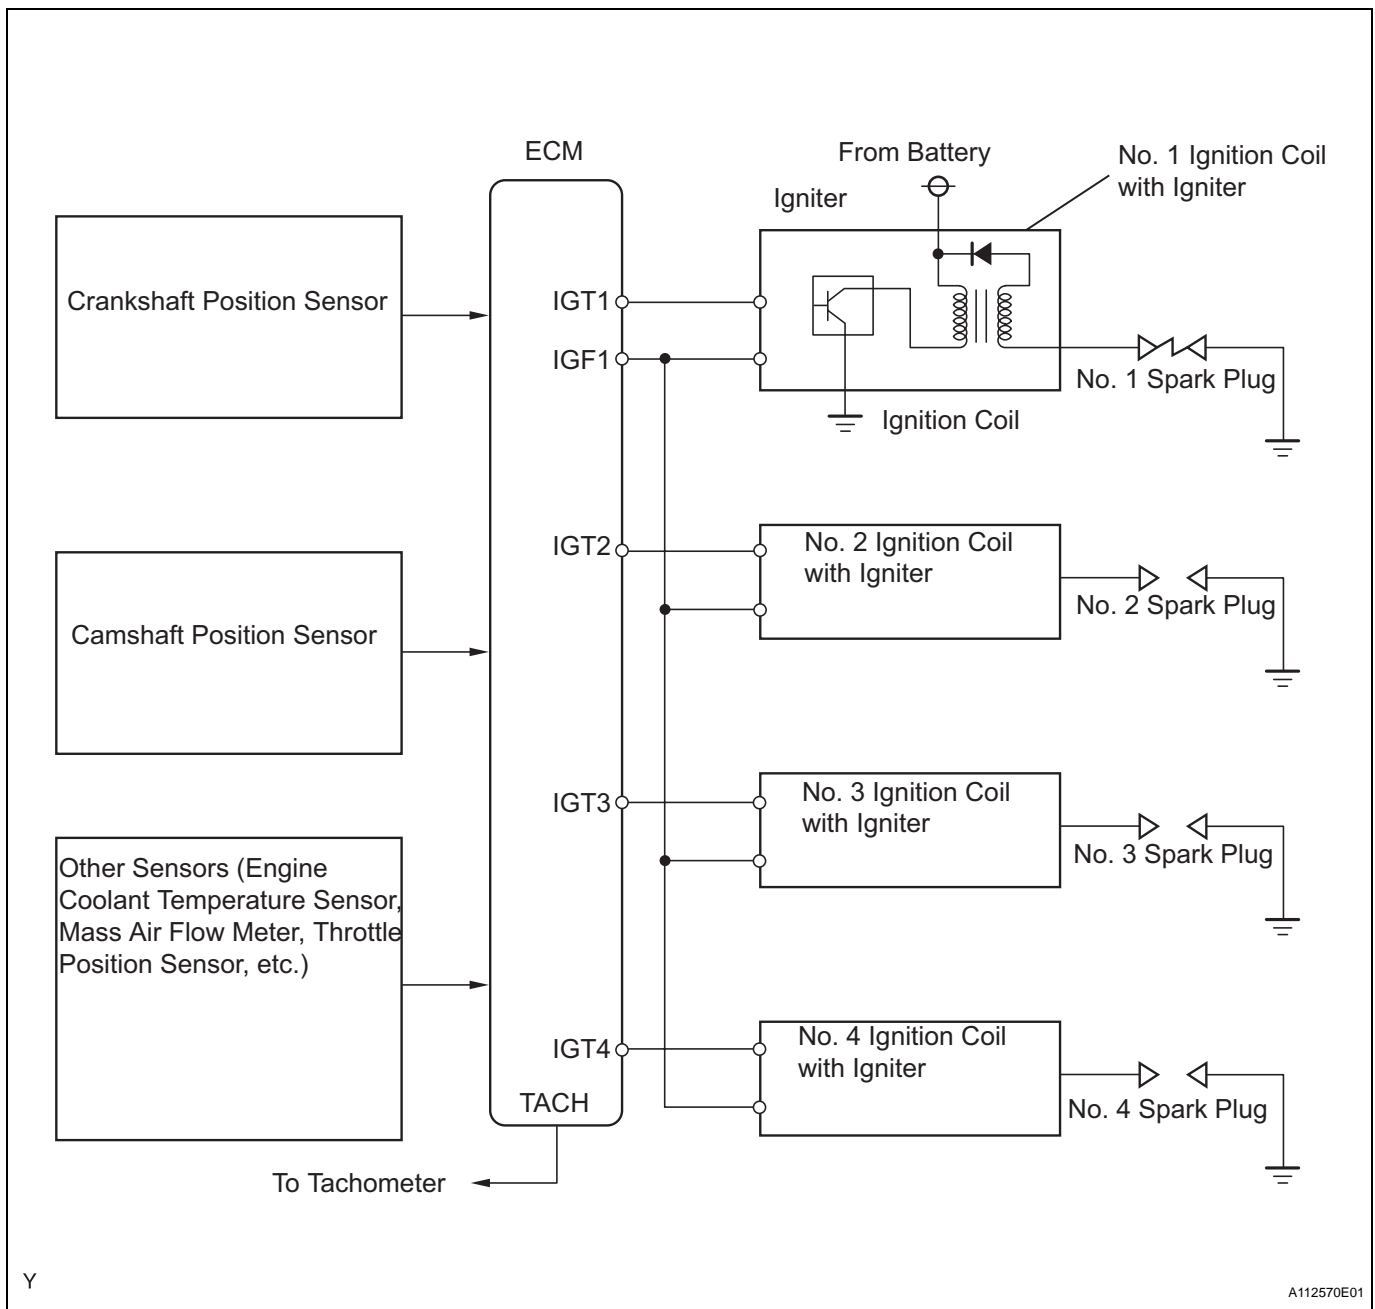 ECM
From Battery
No. 1 Ignition Coil
with Igniter
Igniter
Crankshaft Position Sensor
IGT1
IGF1
No. 1 Spark Plug
Ignition Coil
IGT2
No. 2 Ignition Coil
with Igniter
No. 2 Spark Plug
Camshaft Position Sensor
IGT3
No. 3 Ignition Coil
with Igniter
No. 3 Spark Plug
Other Sensors (Engine
Coolant Temperature Sensor,
Mass Air Flow Meter, Throttle
Position Sensor, etc.)
IGT4
No. 4 Ignition Coil
with Igniter
No. 4 Spark Plug
TACH
To Tachometer
Y
A112570E01